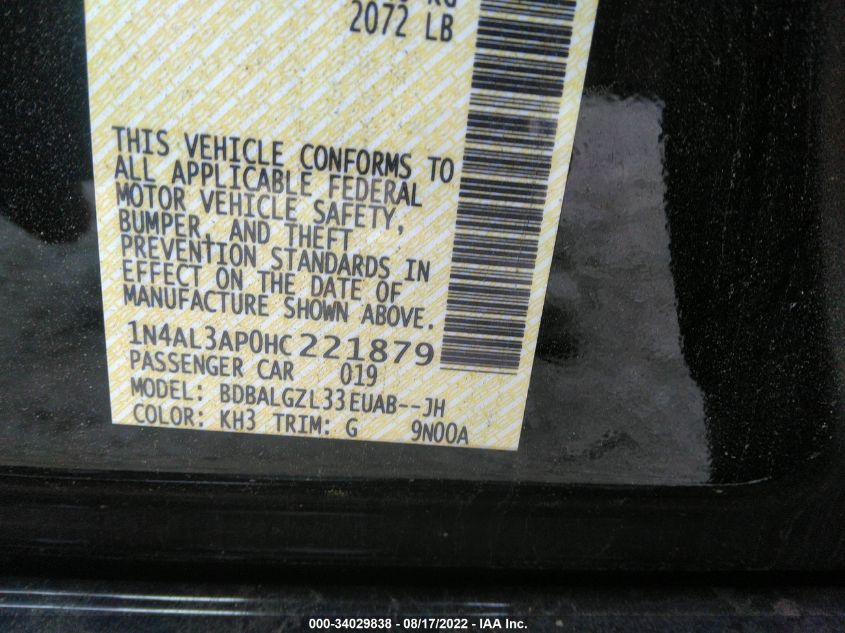 KG
2072 LB
THIS VEHICLE CONFORMS TO
ALL APPLICABLE FEDERAL
MOTOR VEHICLE SAFETY,
BUMPER, AND THEFT
PREVENTION STANDARDS IN
EFFECT ON THE DATE OF
MANUFACTURE SHOWN ABOVE.
1N4AL3AP0HC221879
PASSENGER CAR 019
MODEL: BDBALGZL33EUAB--JH
COLOR: KH3 TRIM: G 9N00A
000-34029838 - 08/17/2022 - IAA Inc.